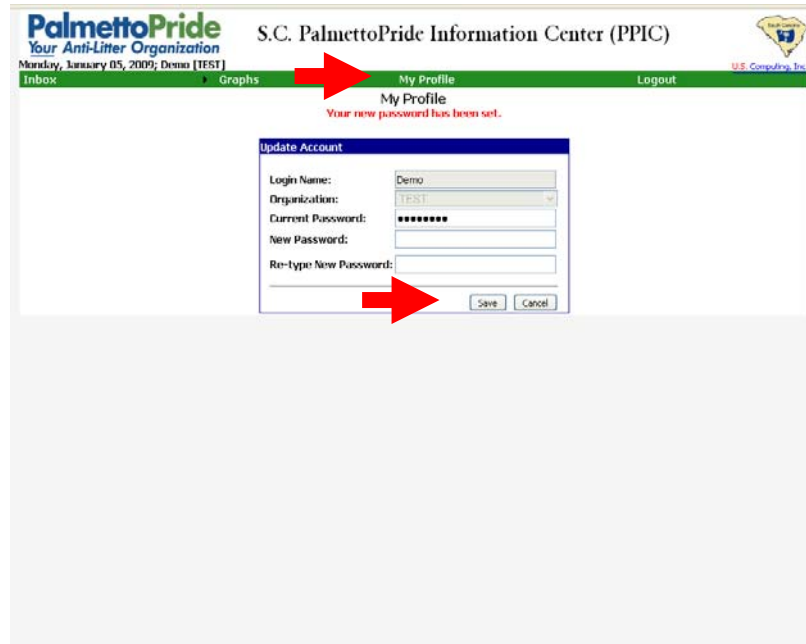 PalmettoPride
Your Anti-Litter Organization
S.C. PalmettoPride Information Center (PPIC)
South Carolina
U.S. Computing, Inc
Monday, January 05, 2009; Demo [TEST]
Inbox Graphs My Profile Logout
My Profile
Your new password has been set.
Update Account
Login Name: Demo
Organization: TEST
Current Password: ●●●●●●●●
New Password:
Re-type New Password:
Save Cancel